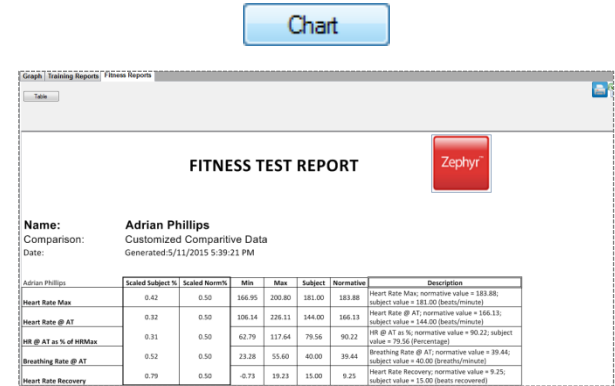 Chart
Graph Training Reports Fitness Reports
Table
FITNESS TEST REPORT
Zephyr™
Name: Adrian Phillips
Comparison: Customized Comparitive Data
Date: Generated:5/11/2015 5:39:21 PM
Adrian Phillips Scaled Subject % Scaled Norm% Min Max Subject Normative Description
Heart Rate Max 0.42 0.50 166.95 200.80 181.00 183.88 Heart Rate Max; normative value = 183.88;
subject value = 181.00 (beats/minute)
Heart Rate @ AT 0.32 0.50 106.14 226.11 144.00 166.13 Heart Rate @ AT; normative value = 166.13;
subject value = 144.00 (beats/minute)
HR @ AT as % of HRMax 0.31 0.50 62.79 117.64 79.56 90.22 HR @ AT as %; normative value = 90.22; subject
value = 79.56 (Percentage)
Breathing Rate @ AT 0.52 0.50 23.28 55.60 40.00 39.44 Breathing Rate @ AT; normative value = 39.44;
subject value = 40.00 (breaths/minute)
Heart Rate Recovery 0.79 0.50 -0.73 19.23 15.00 9.25 Heart Rate Recovery; normative value = 9.25;
subject value = 15.00 (beats recovered)